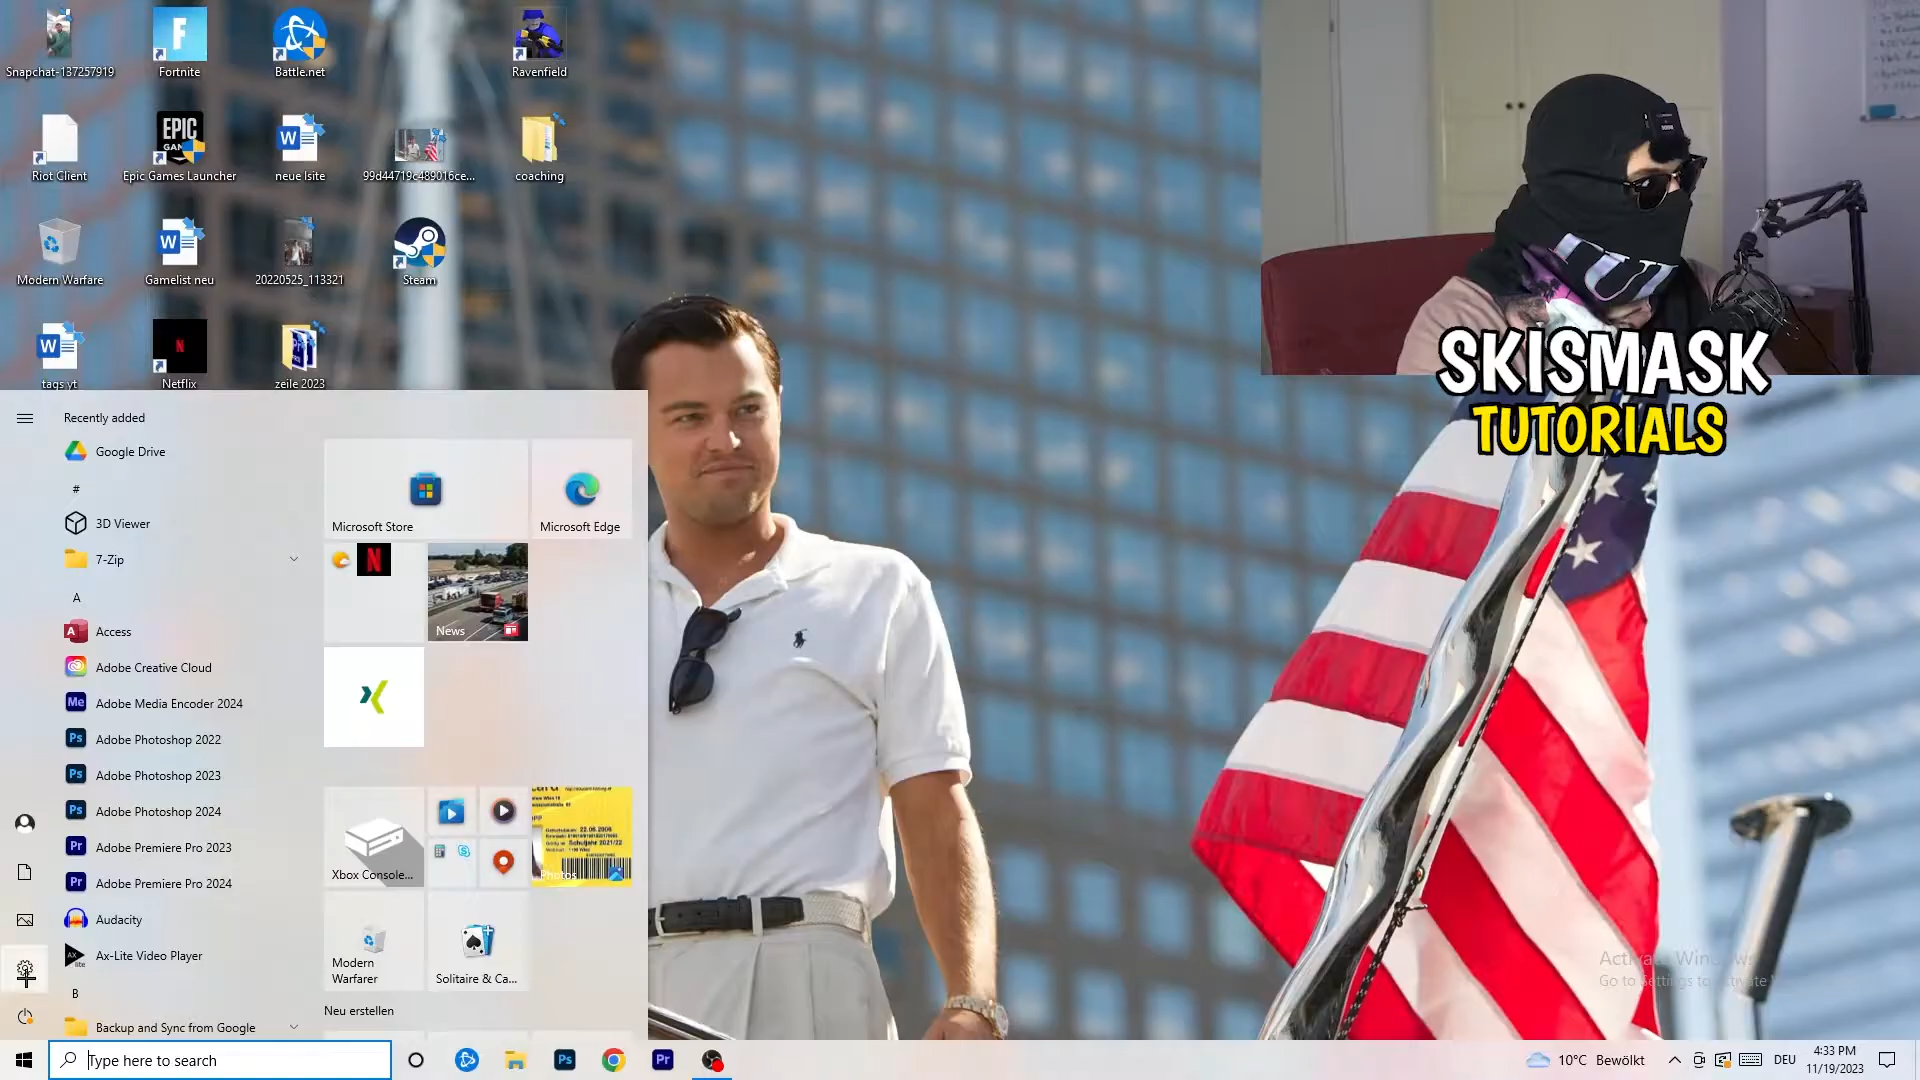 Snapchat-137257919
Fortnite
Battle.net
Ravenfield
Riot Client
EPIC
Epic Games Launcher
neue lsite
99d44719c489016ce...
coaching
Modern Warfare
Gamelist neu
20220525_113321
Steam
tags yt
Netflix
zeile 2023
SKISMASK
TUTORIALS
Recently added
Google Drive
#
3D Viewer
7-Zip
A
Access
Adobe Creative Cloud
Adobe Media Encoder 2024
Adobe Photoshop 2022
Adobe Photoshop 2023
Adobe Photoshop 2024
Adobe Premiere Pro 2023
Adobe Premiere Pro 2024
Audacity
Ax-Lite Video Player
B
Backup and Sync from Google
Microsoft Store
Microsoft Edge
News
Xbox Console...
Photos
Modern
Warfarer
Solitaire & Ca...
Neu erstellen
Type here to search
10°C Bewölkt
DEU
4:33 PM
11/19/2023
Activate Windows
Go to Settings to activate